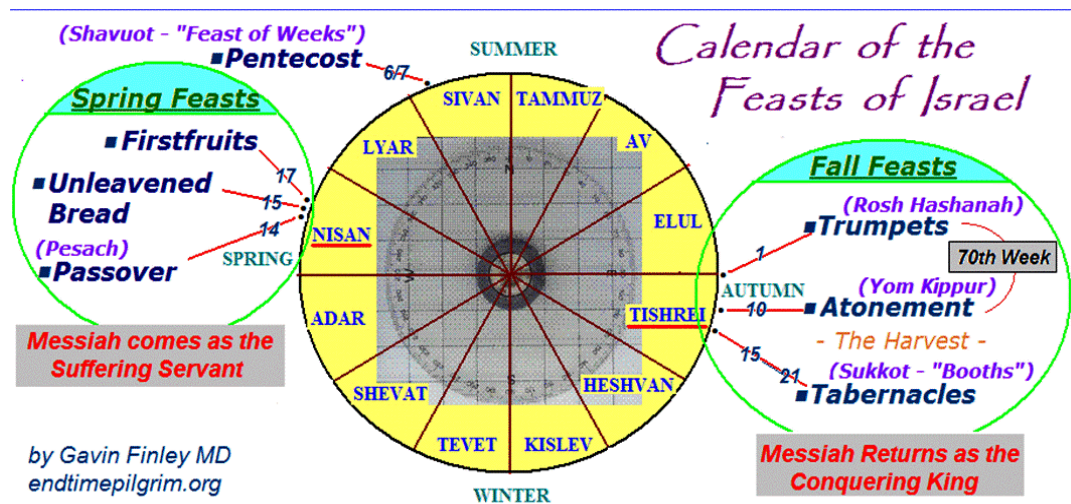 Calendar of the
Feasts of Israel
(Shavuot - "Feast of Weeks")
Pentecost
6/7
Spring Feasts
Firstfruits
17
Unleavened
Bread
15
14
(Pesach)
Passover
Messiah comes as the
Suffering Servant
SUMMER
SIVAN
TAMMUZ
LYAR
AV
NISAN
ELUL
SPRING
AUTUMN
ADAR
TISHREI
SHEVAT
HESHVAN
TEVET
KISLEV
WINTER
N
W
S
Fall Feasts
(Rosh Hashanah)
Trumpets
1
70th Week
(Yom Kippur)
Atonement
10
- The Harvest -
15
21
(Sukkot - "Booths")
Tabernacles
Messiah Returns as the
Conquering King
by Gavin Finley MD
endtimepilgrim.org